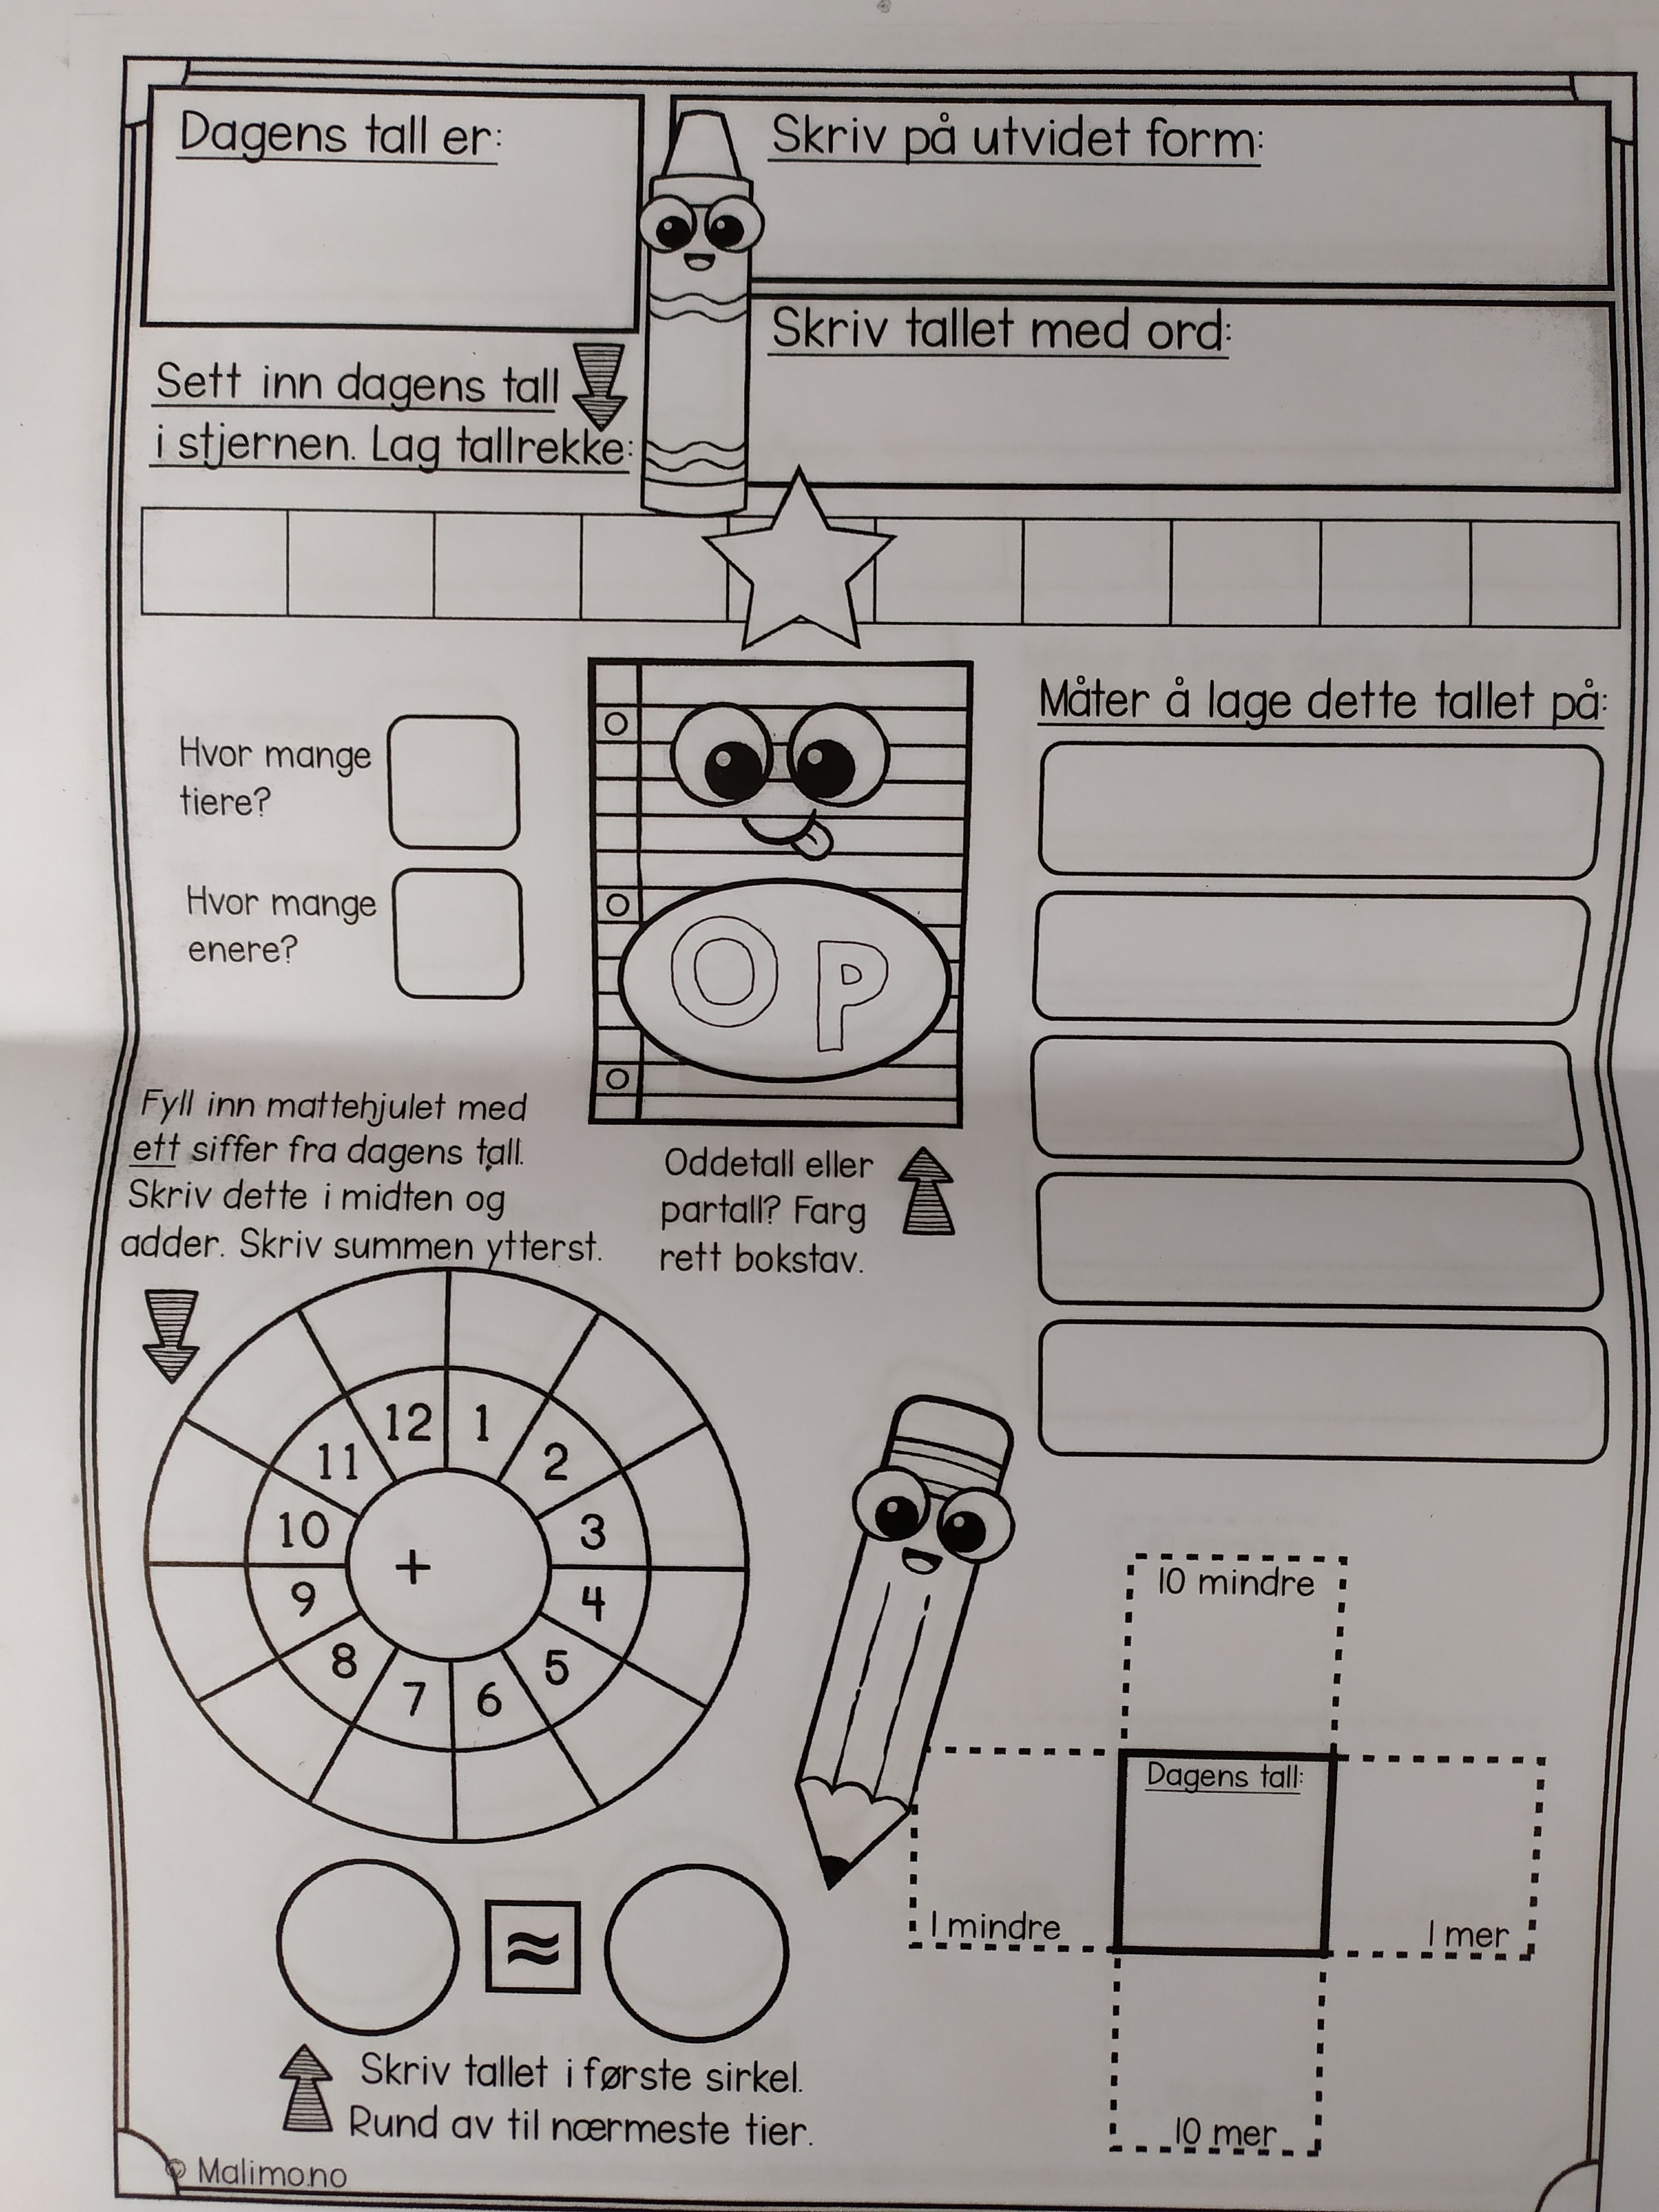 Dagens tall er:
Skriv på utvidet form:
Skriv tallet med ord:
Sett inn dagens tall
i stjernen. Lag tallrekke:
Hvor mange
tiere?
Hvor mange
enere?
O P
Måter å lage dette tallet på:
Fyll inn mattehjulet med
ett siffer fra dagens tall.
Skriv dette i midten og
adder. Skriv summen ytterst.
Oddetall eller
partall? Farg
rett bokstav.
12 1
11 2
10 3
+
9 4
8 5
7 6
10 mindre
Dagens tall:
1 mindre
1 mer
10 mer
≈
Skriv tallet i første sirkel.
Rund av til nærmeste tier.
© Malimo.no